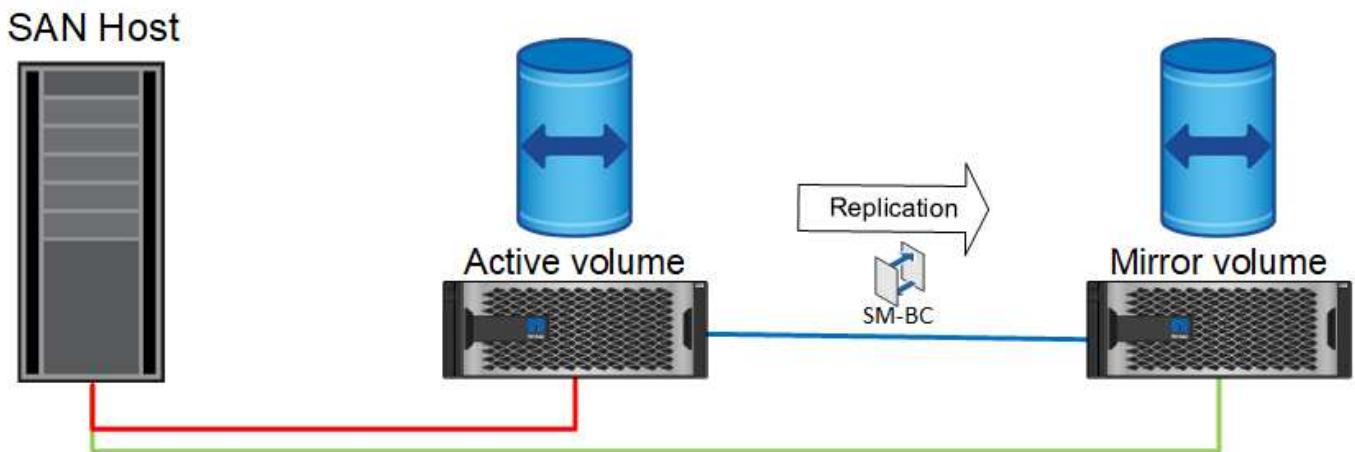 SAN Host
Replication
Active volume
Mirror volume
SM-BC